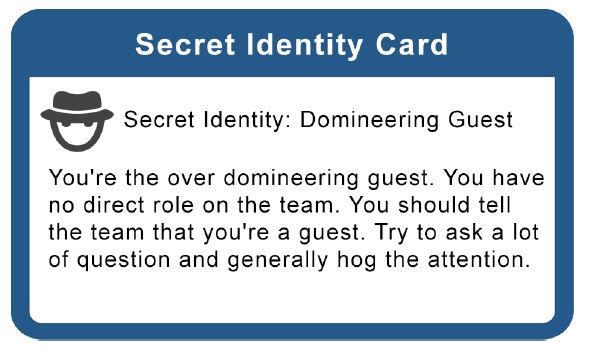 Secret Identity Card
Secret Identity: Domineering Guest
You're the over domineering guest. You have
no direct role on the team. You should tell
the team that you're a guest. Try to ask a lot
of question and generally hog the attention.